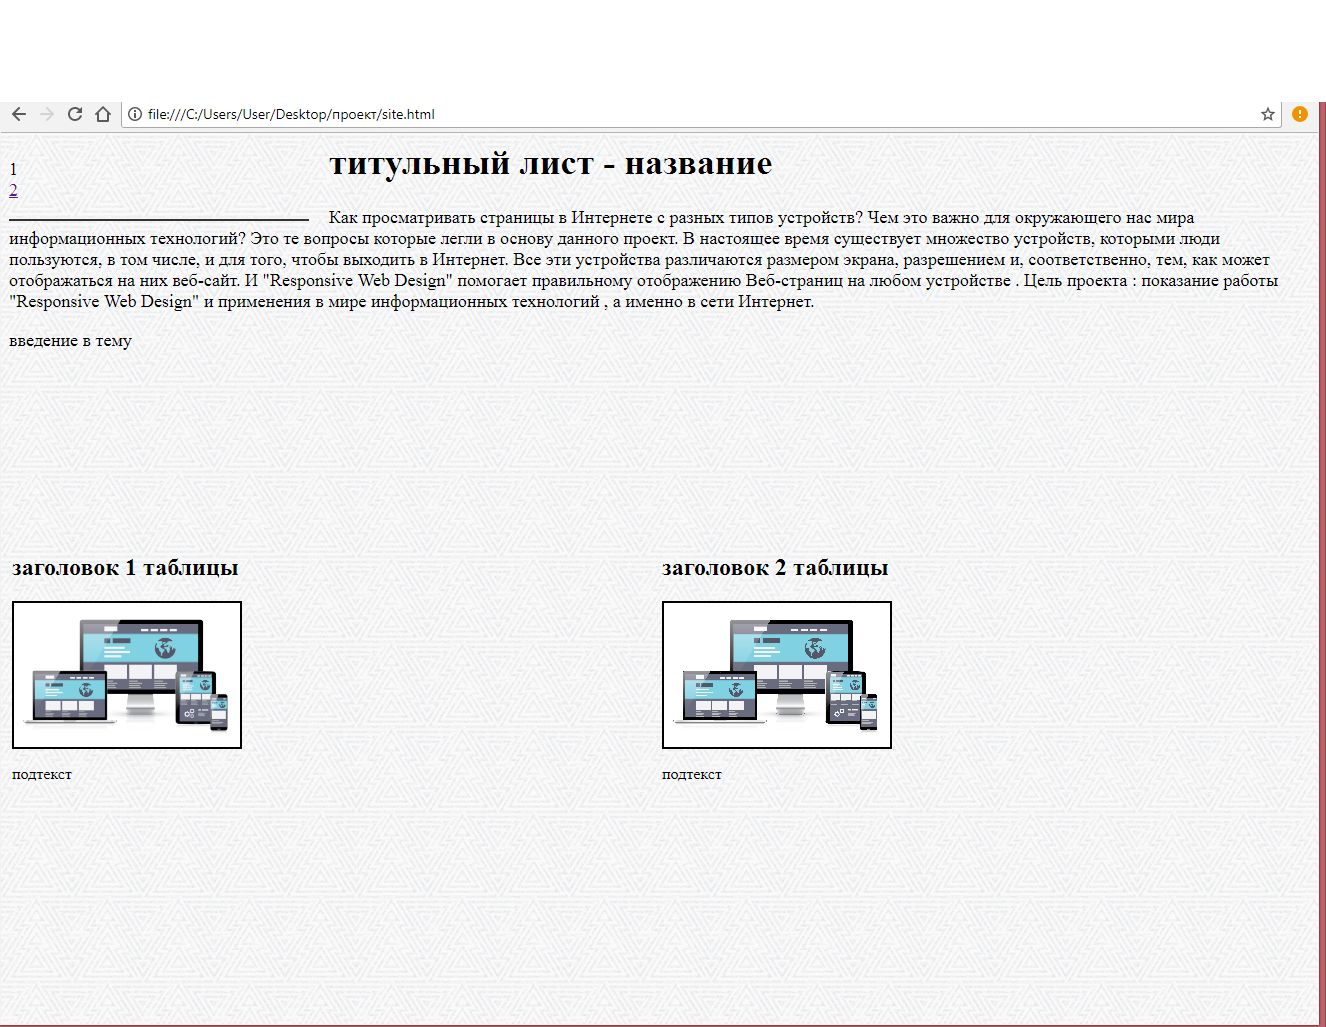 file:///C:/Users/User/Desktop/проект/site.html
титульный лист - название
1
2
Как просматривать страницы в Интернете с разных типов устройств? Чем это важно для окружающего нас мира
информационных технологий? Это те вопросы которые легли в основу данного проект. В настоящее время существует множество устройств, которыми люди
пользуются, в том числе, и для того, чтобы выходить в Интернет. Все эти устройства различаются размером экрана, разрешением и, соответственно, тем, как может
отображаться на них веб-сайт. И "Responsive Web Design" помогает правильному отображению Веб-страниц на любом устройстве . Цель проекта : показание работы
"Responsive Web Design" и применения в мире информационных технологий , а именно в сети Интернет.
введение в тему
заголовок 1 таблицы
заголовок 2 таблицы
подтекст
подтекст